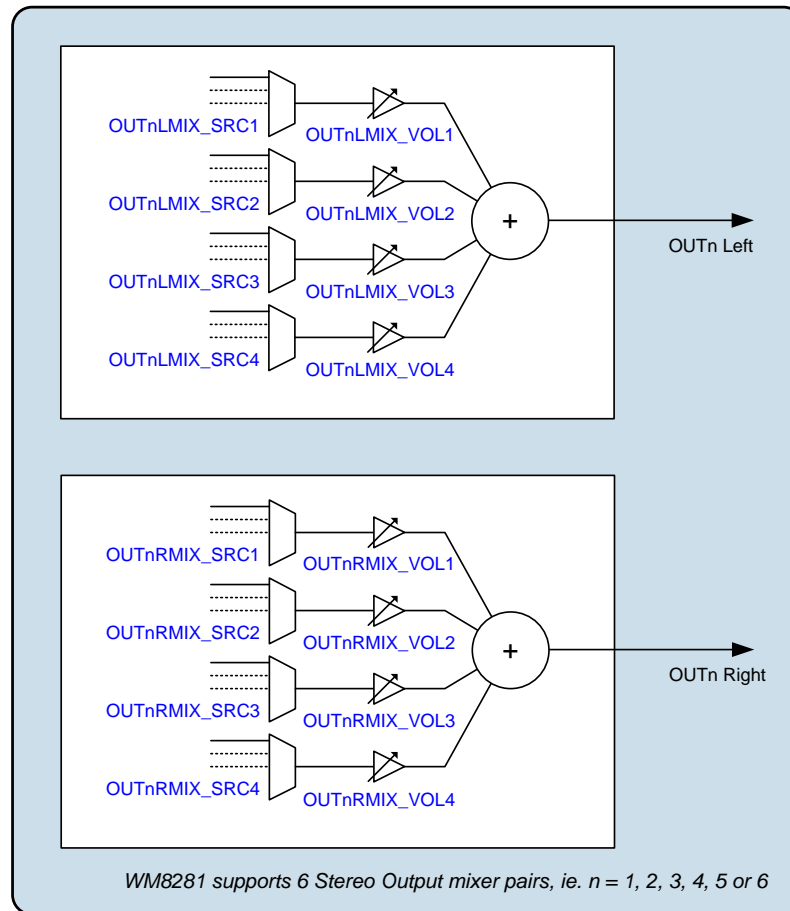 OUTnLMIX_SRC1
OUTnLMIX_VOL1
OUTnLMIX_SRC2
OUTnLMIX_VOL2
+
OUTn Left
OUTnLMIX_SRC3
OUTnLMIX_VOL3
OUTnLMIX_SRC4
OUTnLMIX_VOL4
OUTnRMIX_SRC1
OUTnRMIX_VOL1
OUTnRMIX_SRC2
OUTnRMIX_VOL2
+
OUTn Right
OUTnRMIX_SRC3
OUTnRMIX_VOL3
OUTnRMIX_SRC4
OUTnRMIX_VOL4
WM8281 supports 6 Stereo Output mixer pairs, ie. n = 1, 2, 3, 4, 5 or 6